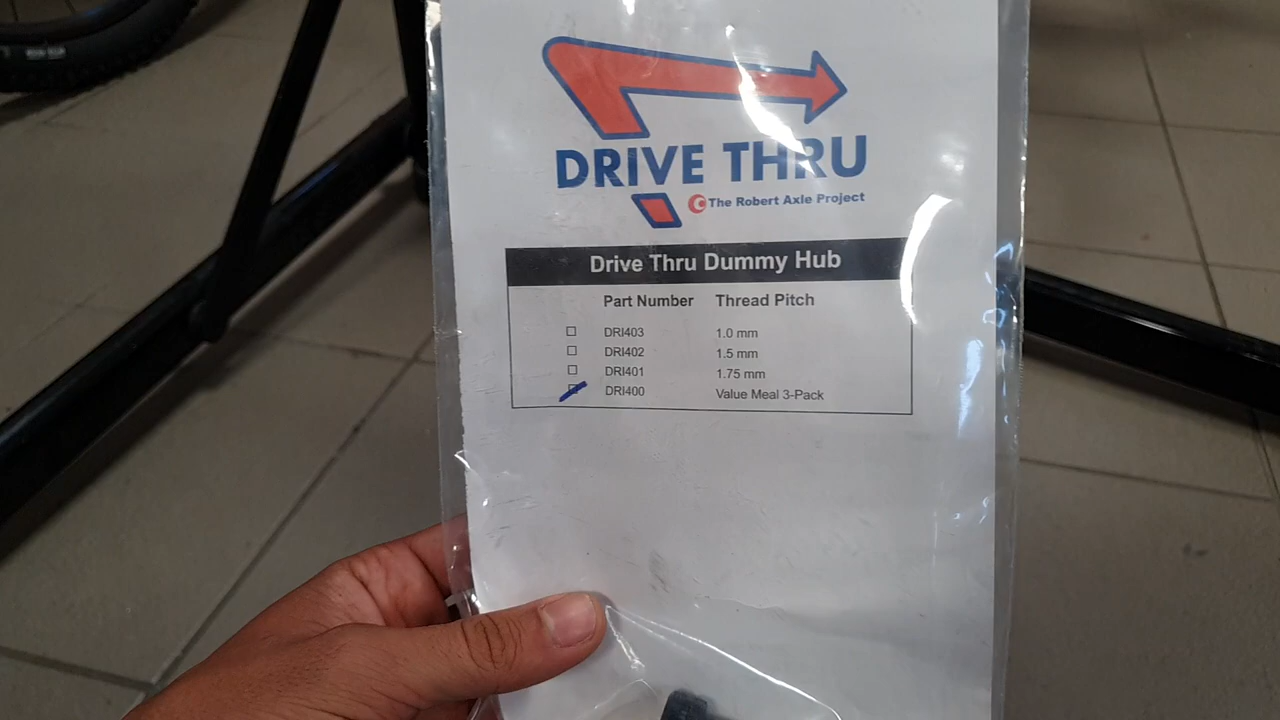 DRIVE THRU
The Robert Axle Project
Drive Thru Dummy Hub
Part Number Thread Pitch
DRI403 1.0 mm
DRI402 1.5 mm
DRI401 1.75 mm
DRI400 Value Meal 3-Pack